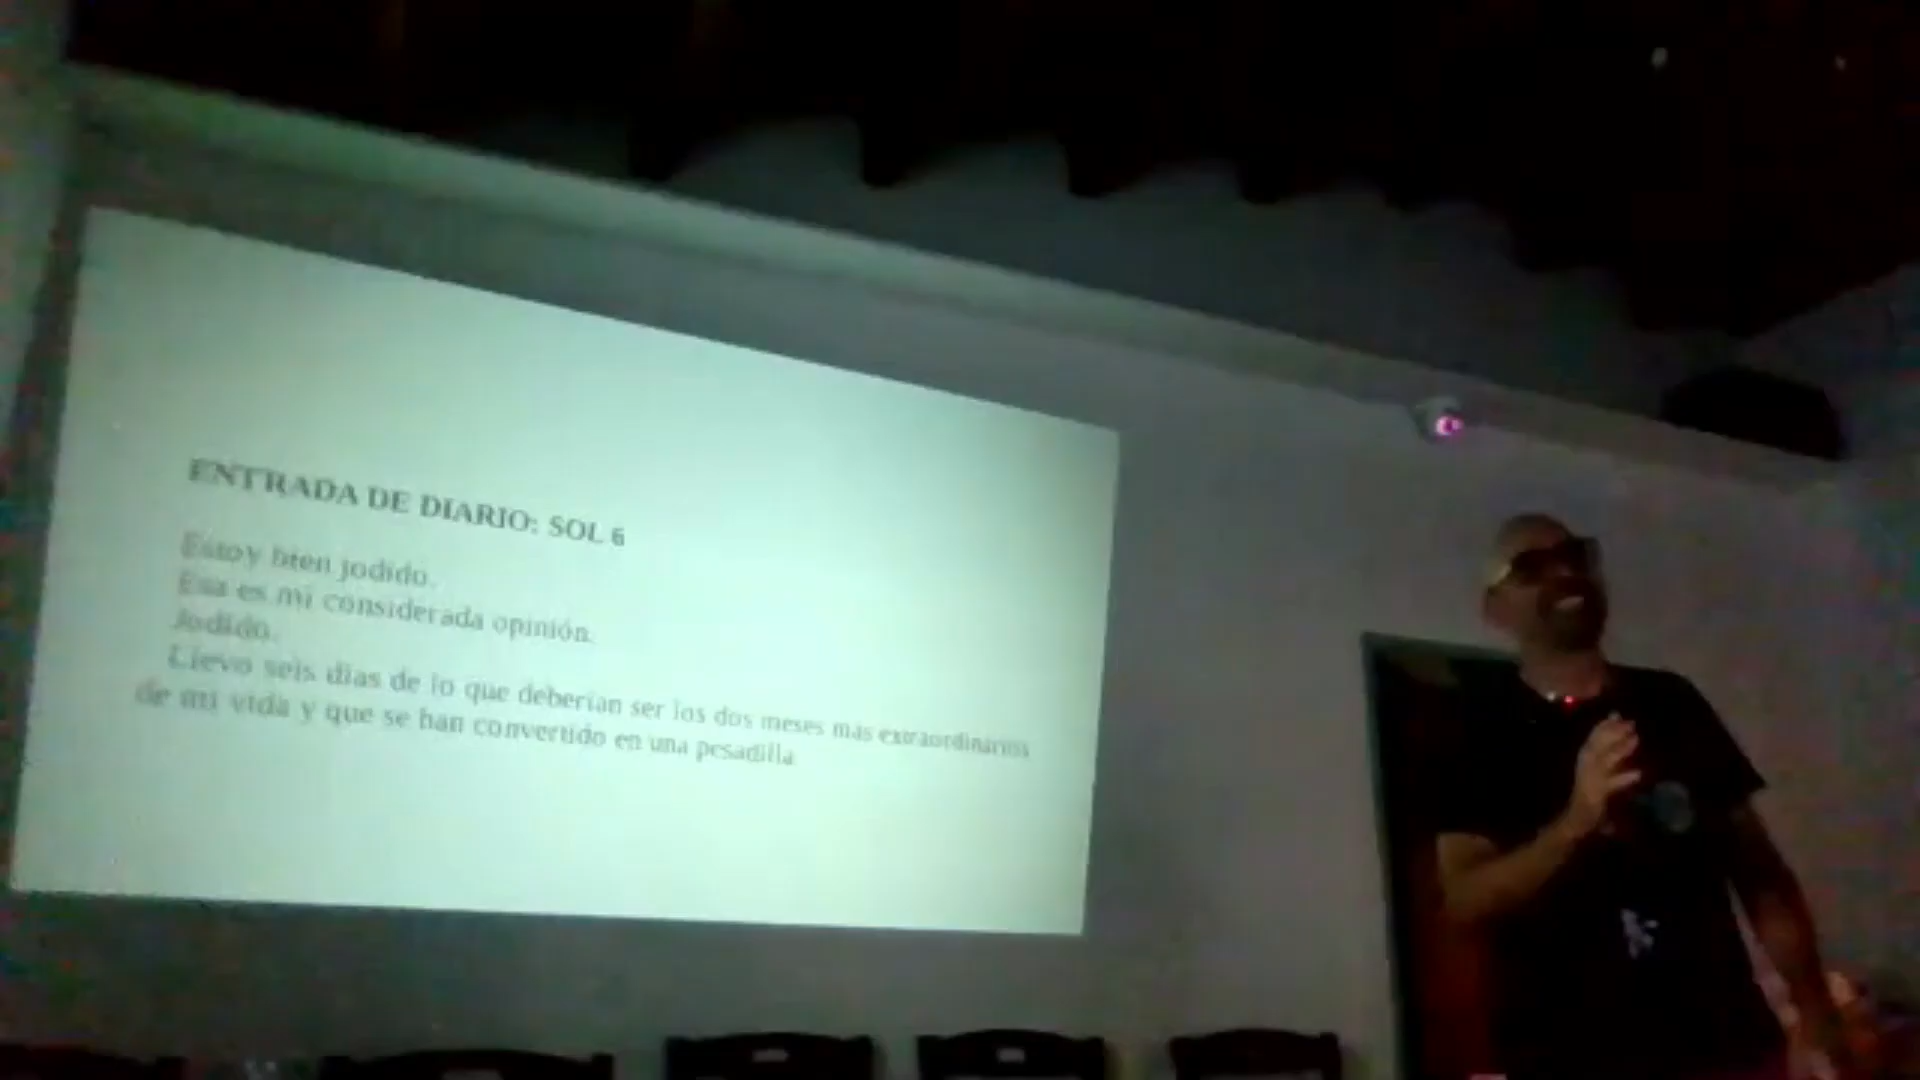 ENTRADA DE DIARIO: SOL 6
Estoy bien jodido.
Esa es mi considerada opinión.
Jodido.
Llevo seis días de lo que deberían ser los dos meses más extraordinarios
de mi vida y que se han convertido en una pesadilla